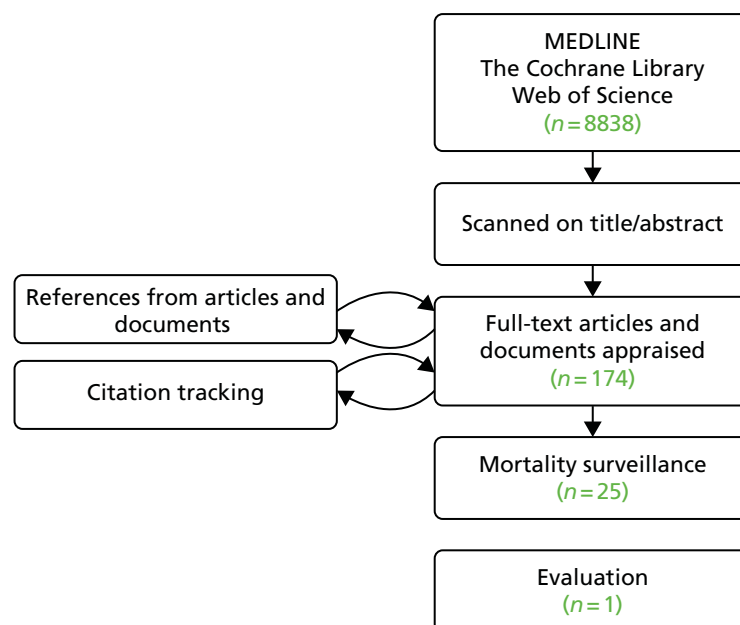 MEDLINE
The Cochrane Library
Web of Science
(n=8838)
Scanned on title/abstract
References from articles and
documents
Full-text articles and
documents appraised
(n=174)
Citation tracking
Mortality surveillance
(n=25)
Evaluation
(n=1)